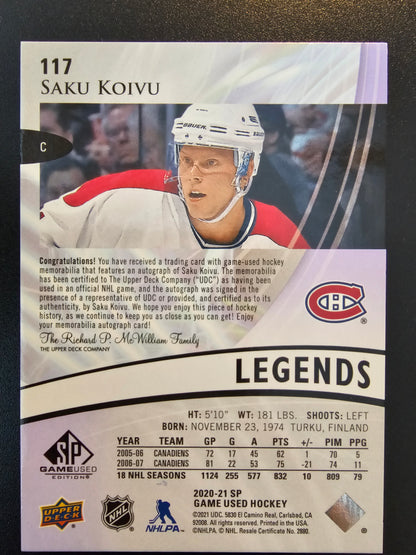 117
SAKU KOIVU
C
BAUER
BAUER
Congratulations! You have received a trading card with game-used hockey
memorabilia that features an autograph of Saku Koivu. The memorabilia
has been certified to The Upper Deck Company ("UDC") as having been
used in an official NHL game, and the autograph was signed in the
presence of a representative of UDC or provided, and certified as to its
authenticity, by Saku Koivu. We hope you enjoy this piece of hockey
history, as we continue to keep you as close as you can get! Enjoy
your memorabilia autograph card!
The Richard P. McWilliam Family
THE UPPER DECK COMPANY
LEGENDS
HT: 5'10" WT: 181 LBS. SHOOTS: LEFT
BORN: NOVEMBER 23, 1974 TURKU, FINLAND
YEAR TEAM GP G A PTS +/- PIM PPG
2005-06 CANADIENS 72 17 45 62 1 70 5
2006-07 CANADIENS 81 22 53 75 -21 74 11
18 NHL SEASONS 1124 255 577 832 10 809 79
SP
GAME USED
EDITION
2020-21 SP
GAME USED HOCKEY
UPPER DECK
NHL
NHLPA
©2021 UDC. 5830 El Camino Real, Carlsbad, CA
92008. All rights reserved. Printed in the USA.
©NHLPA. © NHL. Resale Certificate No. 2890.